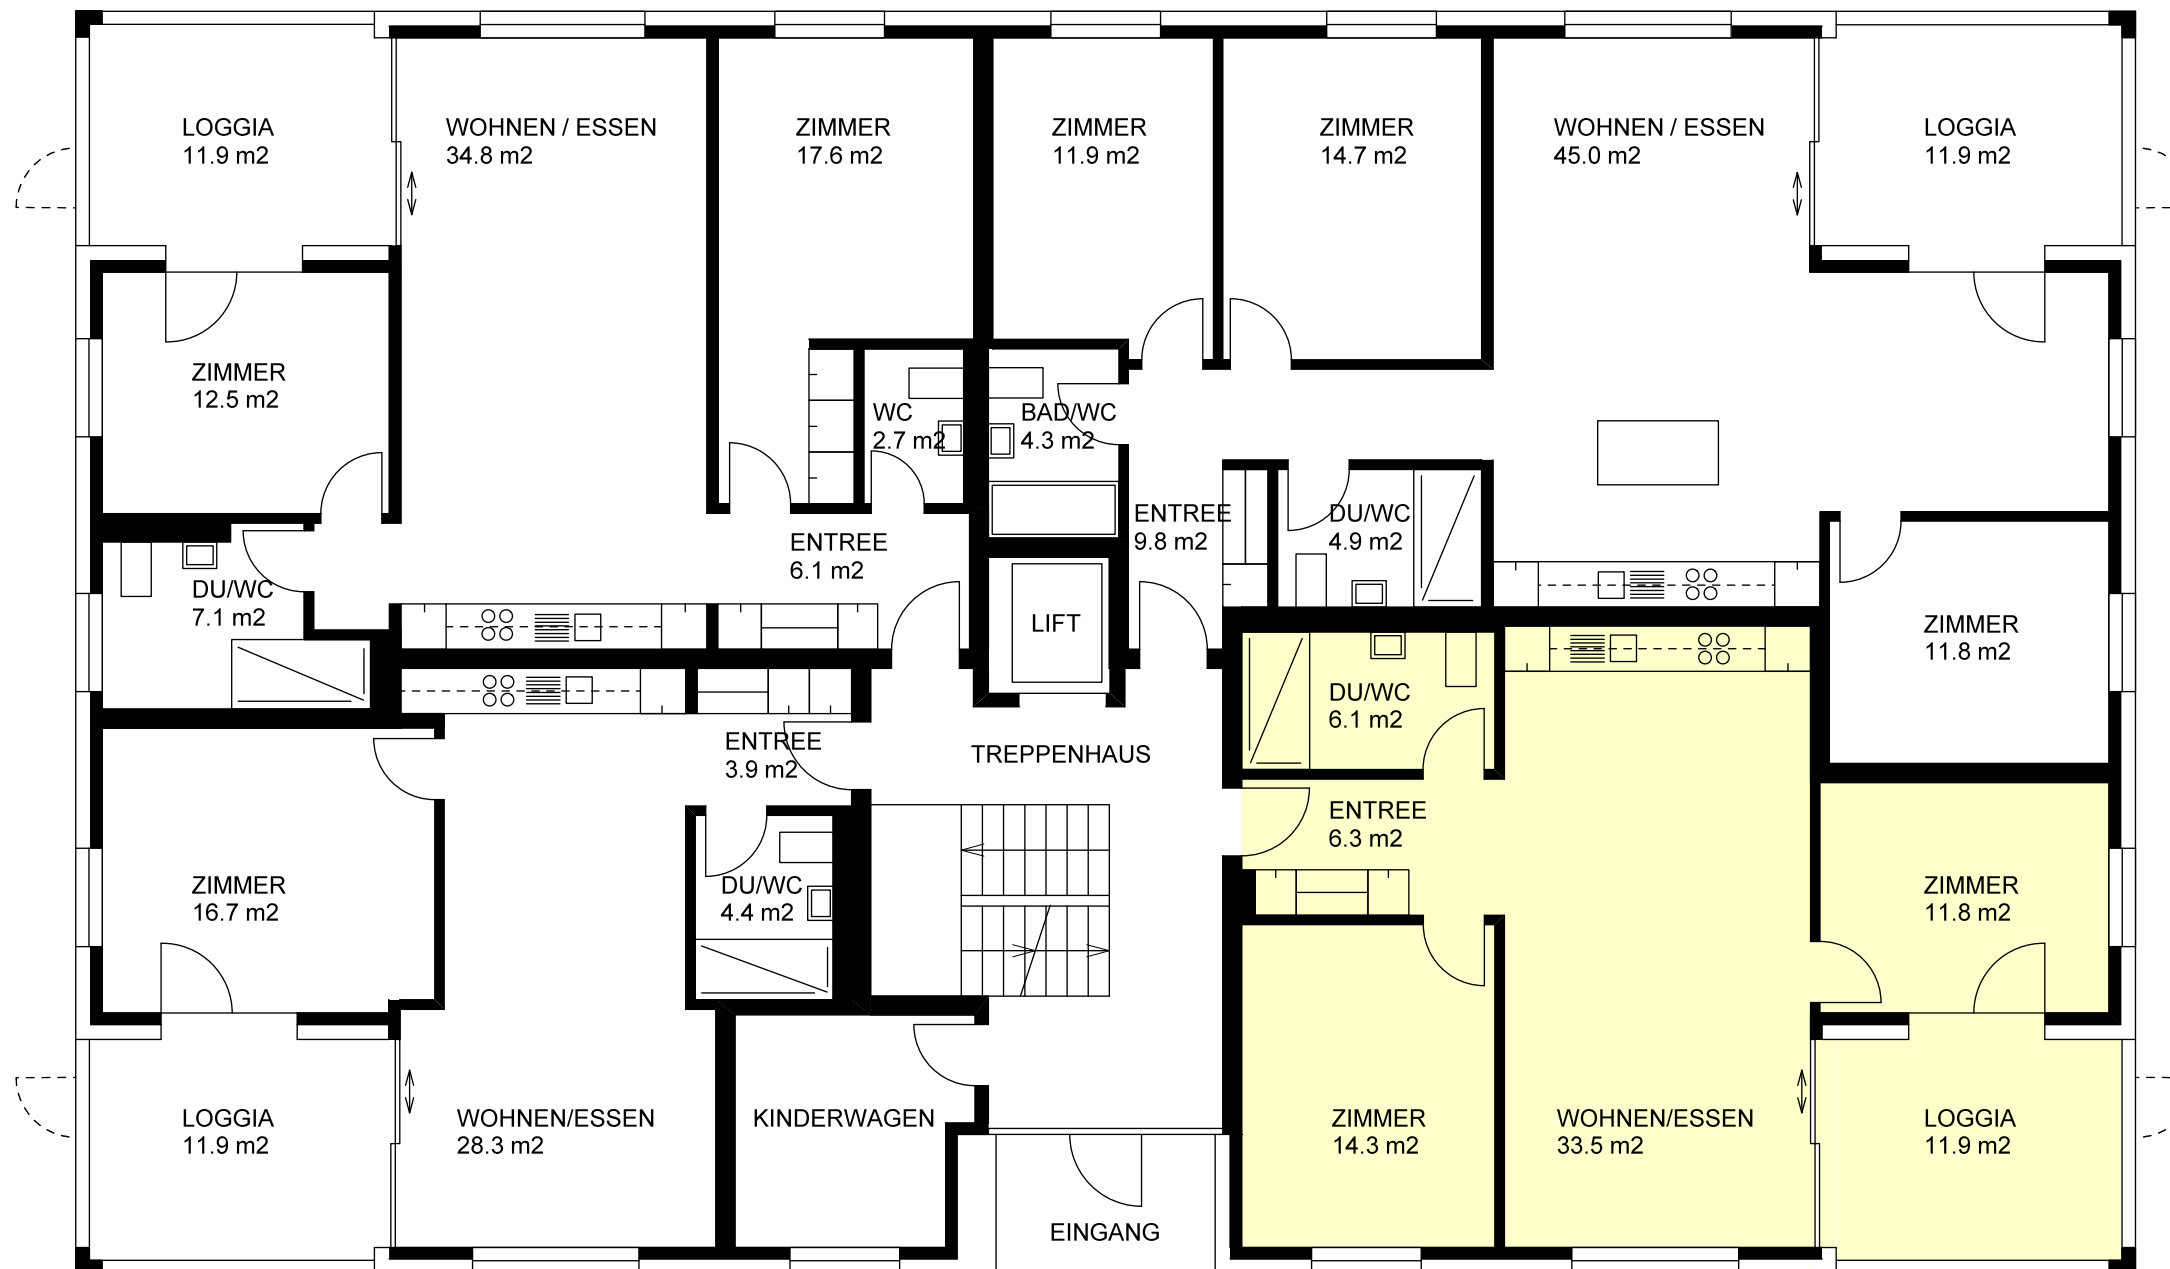 LOGGIA
11.9 m2
WOHNEN / ESSEN
34.8 m2
ZIMMER
17.6 m2
ZIMMER
11.9 m2
ZIMMER
14.7 m2
WOHNEN / ESSEN
45.0 m2
LOGGIA
11.9 m2
ZIMMER
12.5 m2
WC
2.7 m2
BAD/WC
4.3 m2
ENTREE
6.1 m2
ENTREE
9.8 m2
DU/WC
4.9 m2
DU/WC
7.1 m2
LIFT
ZIMMER
11.8 m2
DU/WC
6.1 m2
ENTREE
3.9 m2
TREPPENHAUS
ENTREE
6.3 m2
ZIMMER
16.7 m2
DU/WC
4.4 m2
ZIMMER
11.8 m2
LOGGIA
11.9 m2
WOHNEN/ESSEN
28.3 m2
KINDERWAGEN
ZIMMER
14.3 m2
WOHNEN/ESSEN
33.5 m2
LOGGIA
11.9 m2
EINGANG